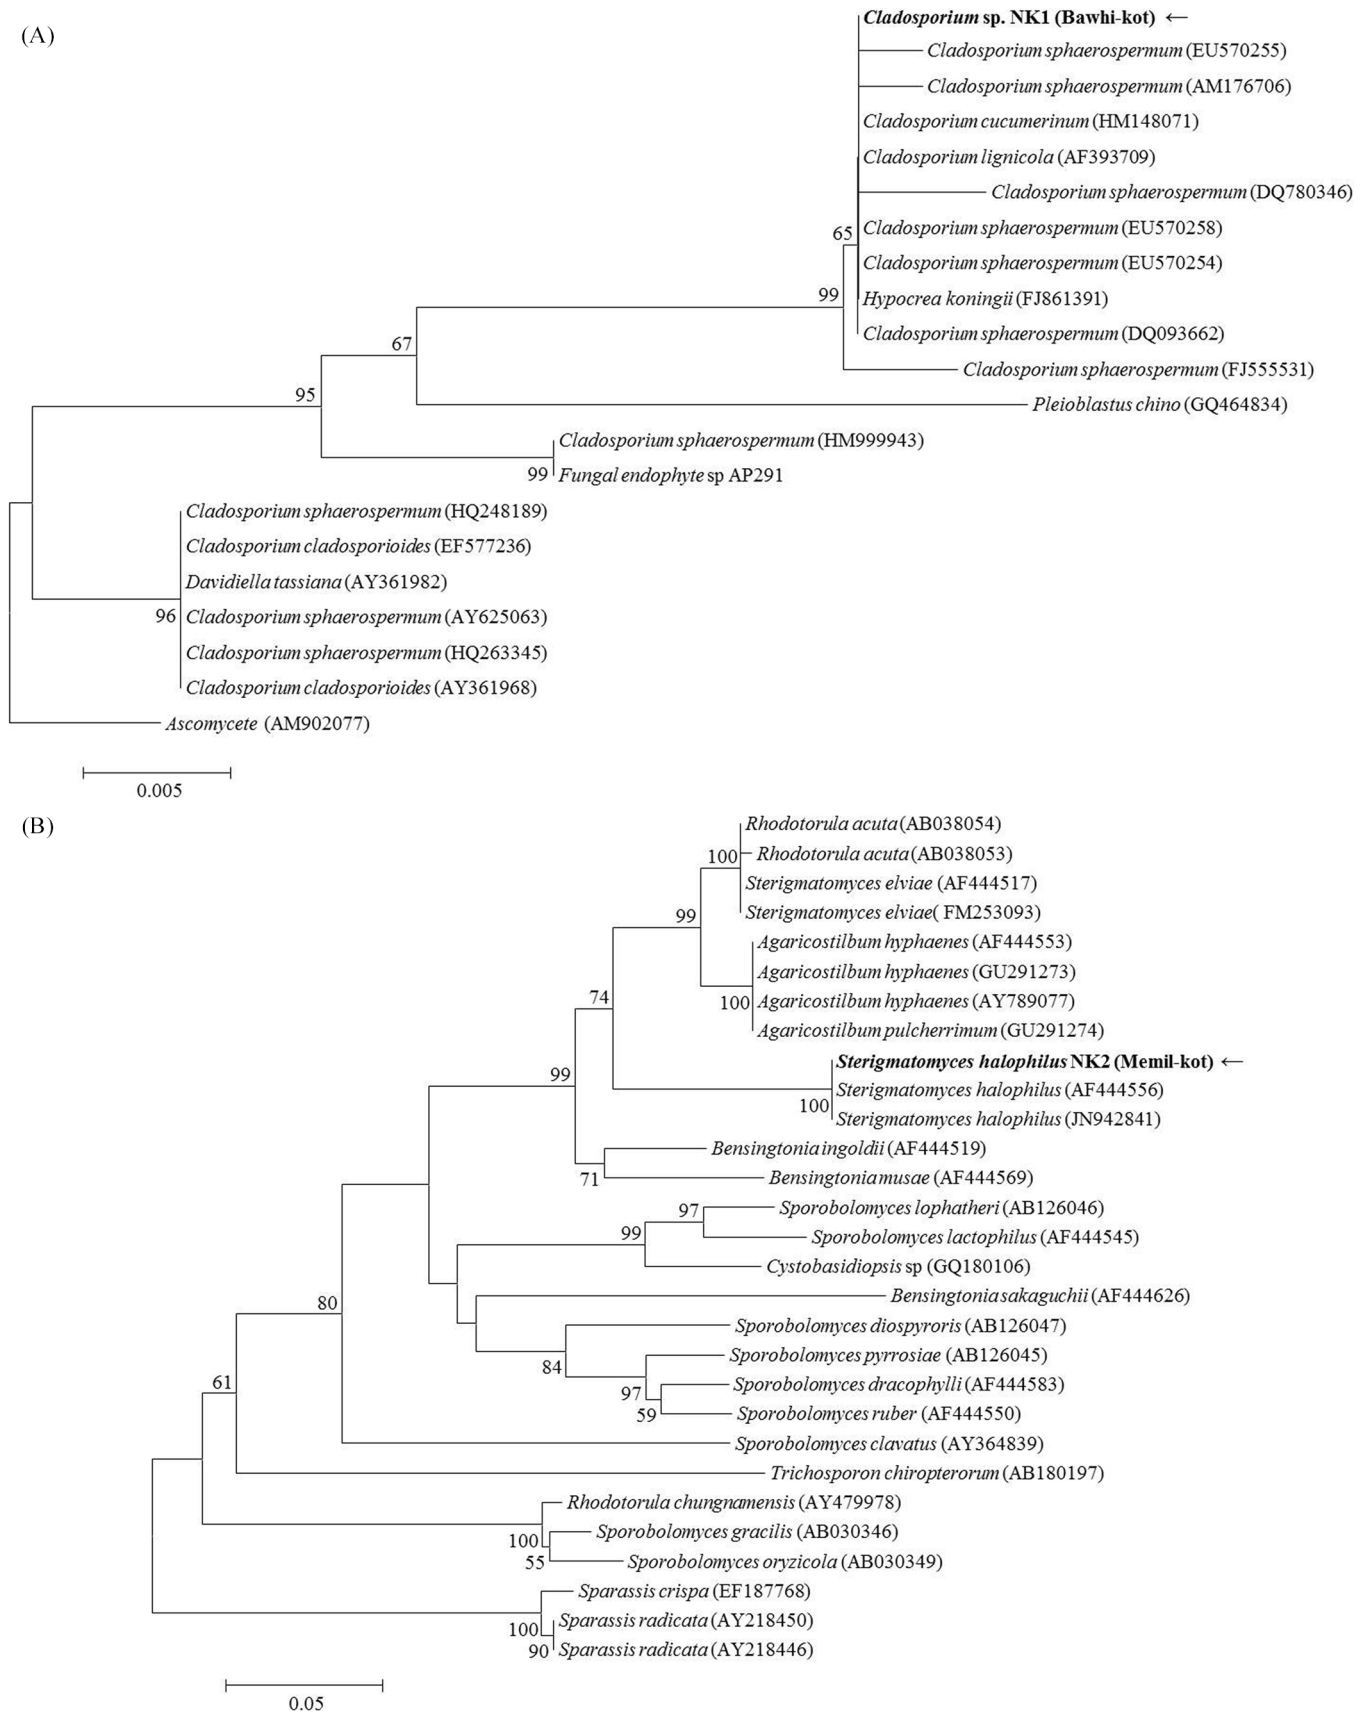 (A)
Cladosporium sp. NK1 (Bawhi-kot) ←
Cladosporium sphaerospermum (EU570255)
Cladosporium sphaerospermum (AM176706)
Cladosporium cucumerinum (HM148071)
Cladosporium lignicola (AF393709)
Cladosporium sphaerospermum (DQ780346)
Cladosporium sphaerospermum (EU570258)
65
Cladosporium sphaerospermum (EU570254)
99
Hypocrea koningii (FJ861391)
Cladosporium sphaerospermum (DQ093662)
67
Cladosporium sphaerospermum (FJ555531)
95
Pleioblastus chino (GQ464834)
Cladosporium sphaerospermum (HM999943)
99
Fungal endophyte sp AP291
Cladosporium sphaerospermum (HQ248189)
Cladosporium cladosporioides (EF577236)
Davidiella tassiana (AY361982)
96
Cladosporium sphaerospermum (AY625063)
Cladosporium sphaerospermum (HQ263345)
Cladosporium cladosporioides (AY361968)
Ascomycete (AM902077)
0.005
(B)
Rhodotorula acuta (AB038054)
100
Rhodotorula acuta (AB038053)
Sterigmatomyces elviae (AF444517)
Sterigmatomyces elviae( FM253093)
99
Agaricostilbum hyphaenes (AF444553)
Agaricostilbum hyphaenes (GU291273)
74
100
Agaricostilbum hyphaenes (AY789077)
Agaricostilbum pulcherrimum (GU291274)
Sterigmatomyces halophilus NK2 (Memil-kot) ←
99
Sterigmatomyces halophilus (AF444556)
100
Sterigmatomyces halophilus (JN942841)
Bensingtonia ingoldii (AF444519)
71
Bensingtonia musae (AF444569)
97
Sporobolomyces lophatheri (AB126046)
99
Sporobolomyces lactophilus (AF444545)
Cystobasidiopsis sp (GQ180106)
Bensingtonia sakaguchii (AF444626)
80
Sporobolomyces diospyroris (AB126047)
84
Sporobolomyces pyrrosiae (AB126045)
61
97
Sporobolomyces dracophylli (AF444583)
59
Sporobolomyces ruber (AF444550)
Sporobolomyces clavatus (AY364839)
Trichosporon chiropterorum (AB180197)
Rhodotorula chungnamensis (AY479978)
100
Sporobolomyces gracilis (AB030346)
55
Sporobolomyces oryzicola (AB030349)
Sparassis crispa (EF187768)
100
Sparassis radicata (AY218450)
90
Sparassis radicata (AY218446)
0.05